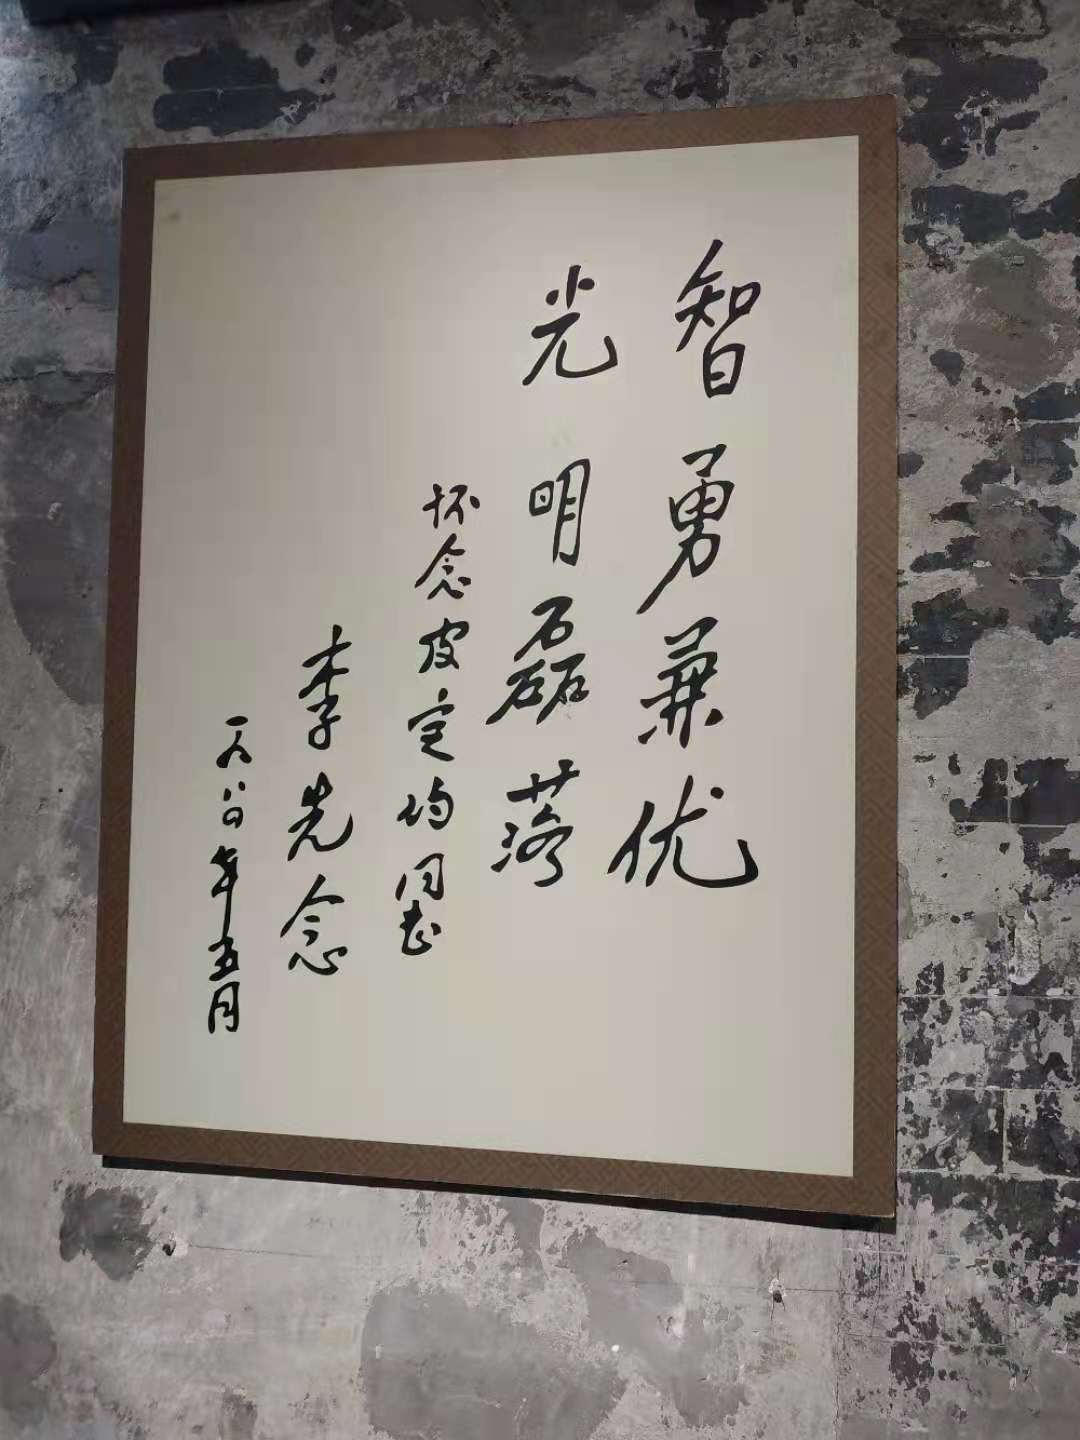 智勇兼优
光明磊落
怀念皮定均同志
李先念
一九八〇年五月